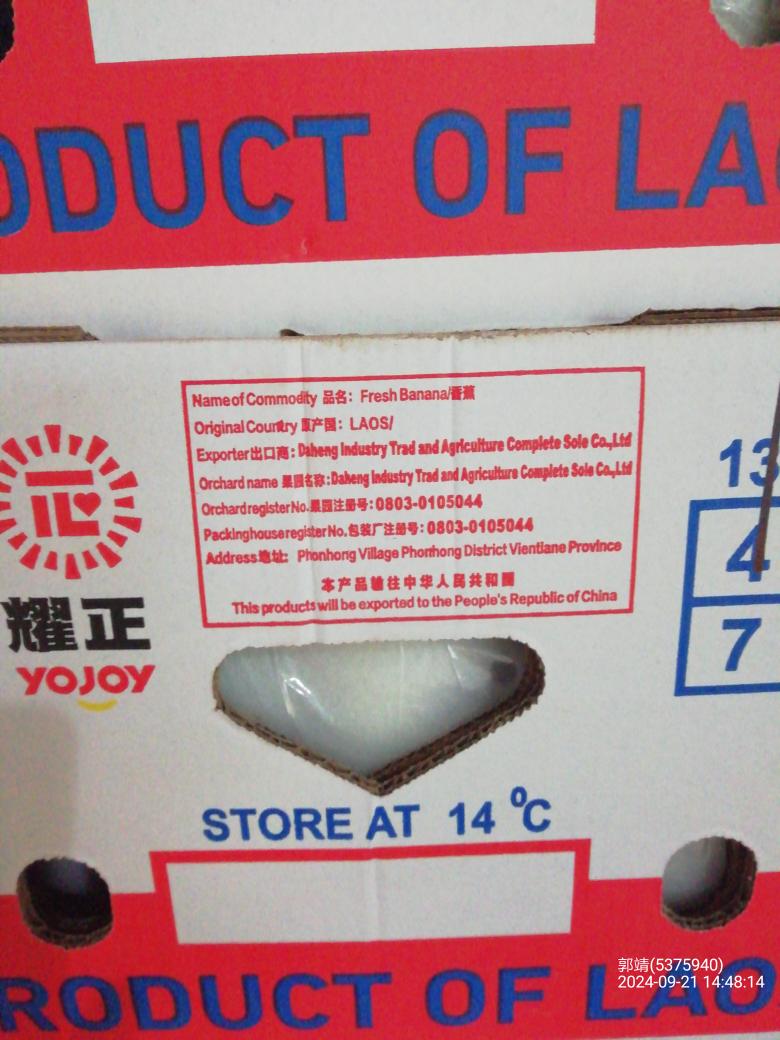 ODUCT OF LAO
Name of Commodity 品名: Fresh Banana/香蕉
Original Country 原产国: LAOS/
Exporter出口商: Daheng Industry Trad and Agriculture Complete Sole Co.,Ltd
Orchard name 果园名称:Daheng Industry Trad and Agriculture Complete Sole Co.,Ltd
Orchard register No.果园注册号: 0803-0105044
Packinghouse register No.包装厂注册号: 0803-0105044
Address地址: Phonhong Village Phonhong District Vientiane Province
本产品输往中华人民共和国
This products will be exported to the People's Republic of China
正
耀正
YOJOY
13
4
7
STORE AT 14 °C
RODUCT OF LAO
郭靖(5375940)
2024-09-21 14:48:14